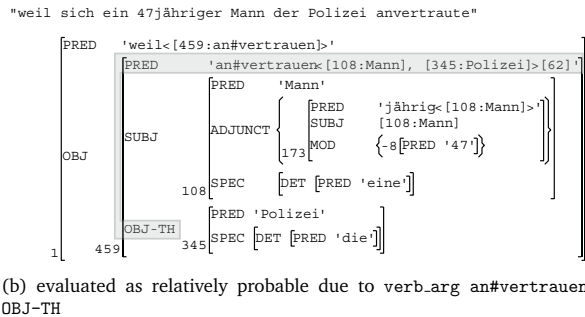 "weil sich ein 47jähriger Mann der Polizei anvertraute"
PRED 'weil<[459:an#vertrauen]>'
PRED 'an#vertrauen<[108:Mann], [345:Polizei]>[62]'
PRED 'Mann'
PRED 'jährig<[108:Mann]>'
SUBJ [108:Mann]
ADJUNCT
MOD -8[PRED '47']
173
SUBJ
OBJ
SPEC [DET [PRED 'eine']]
108
PRED 'Polizei'
OBJ-TH
SPEC [DET [PRED 'die']]
345
1 459
(b) evaluated as relatively probable due to verb_arg an#vertrauen
OBJ-TH